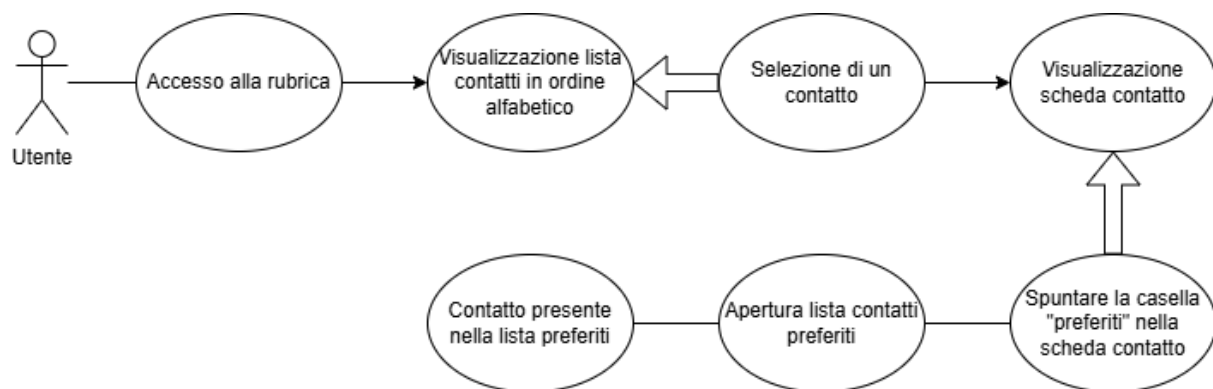 Utente
Accesso alla rubrica
Visualizzazione lista
contatti in ordine
alfabetico
Selezione di un
contatto
Visualizzazione
scheda contatto
Contatto presente
nella lista preferiti
Apertura lista contatti
preferiti
Spuntare la casella
"preferiti" nella
scheda contatto